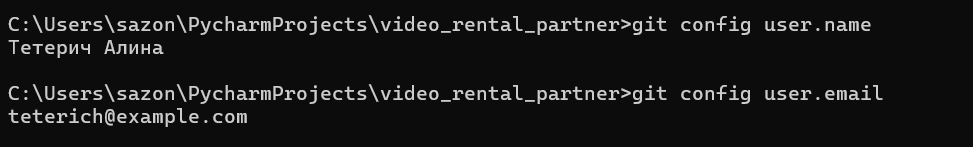 C:\Users\sazon\PycharmProjects\video_rental_partner>git config user.name
Тетерич Алина
C:\Users\sazon\PycharmProjects\video_rental_partner>git config user.email
teterich@example.com